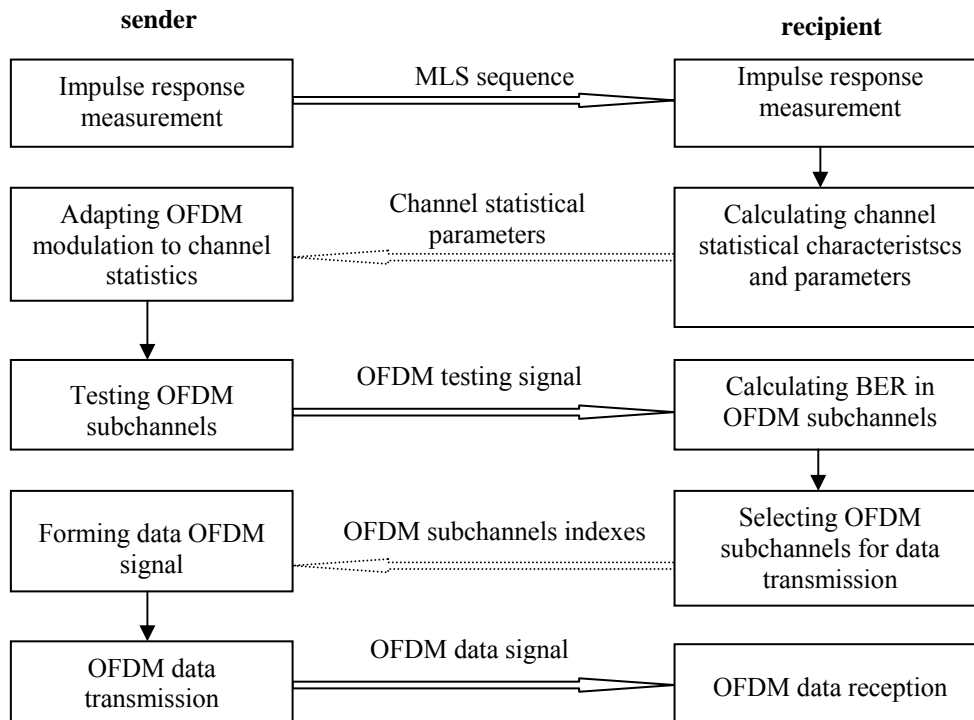 sender
recipient
Impulse response
measurement
MLS sequence
Impulse response
measurement
Adapting OFDM
modulation to channel
statistics
Channel statistical
parameters
Calculating channel
statistical characteristscs
and parameters
Testing OFDM
subchannels
OFDM testing signal
Calculating BER in
OFDM subchannels
Forming data OFDM
signal
OFDM subchannels indexes
Selecting OFDM
subchannels for data
transmission
OFDM data
transmission
OFDM data signal
OFDM data reception